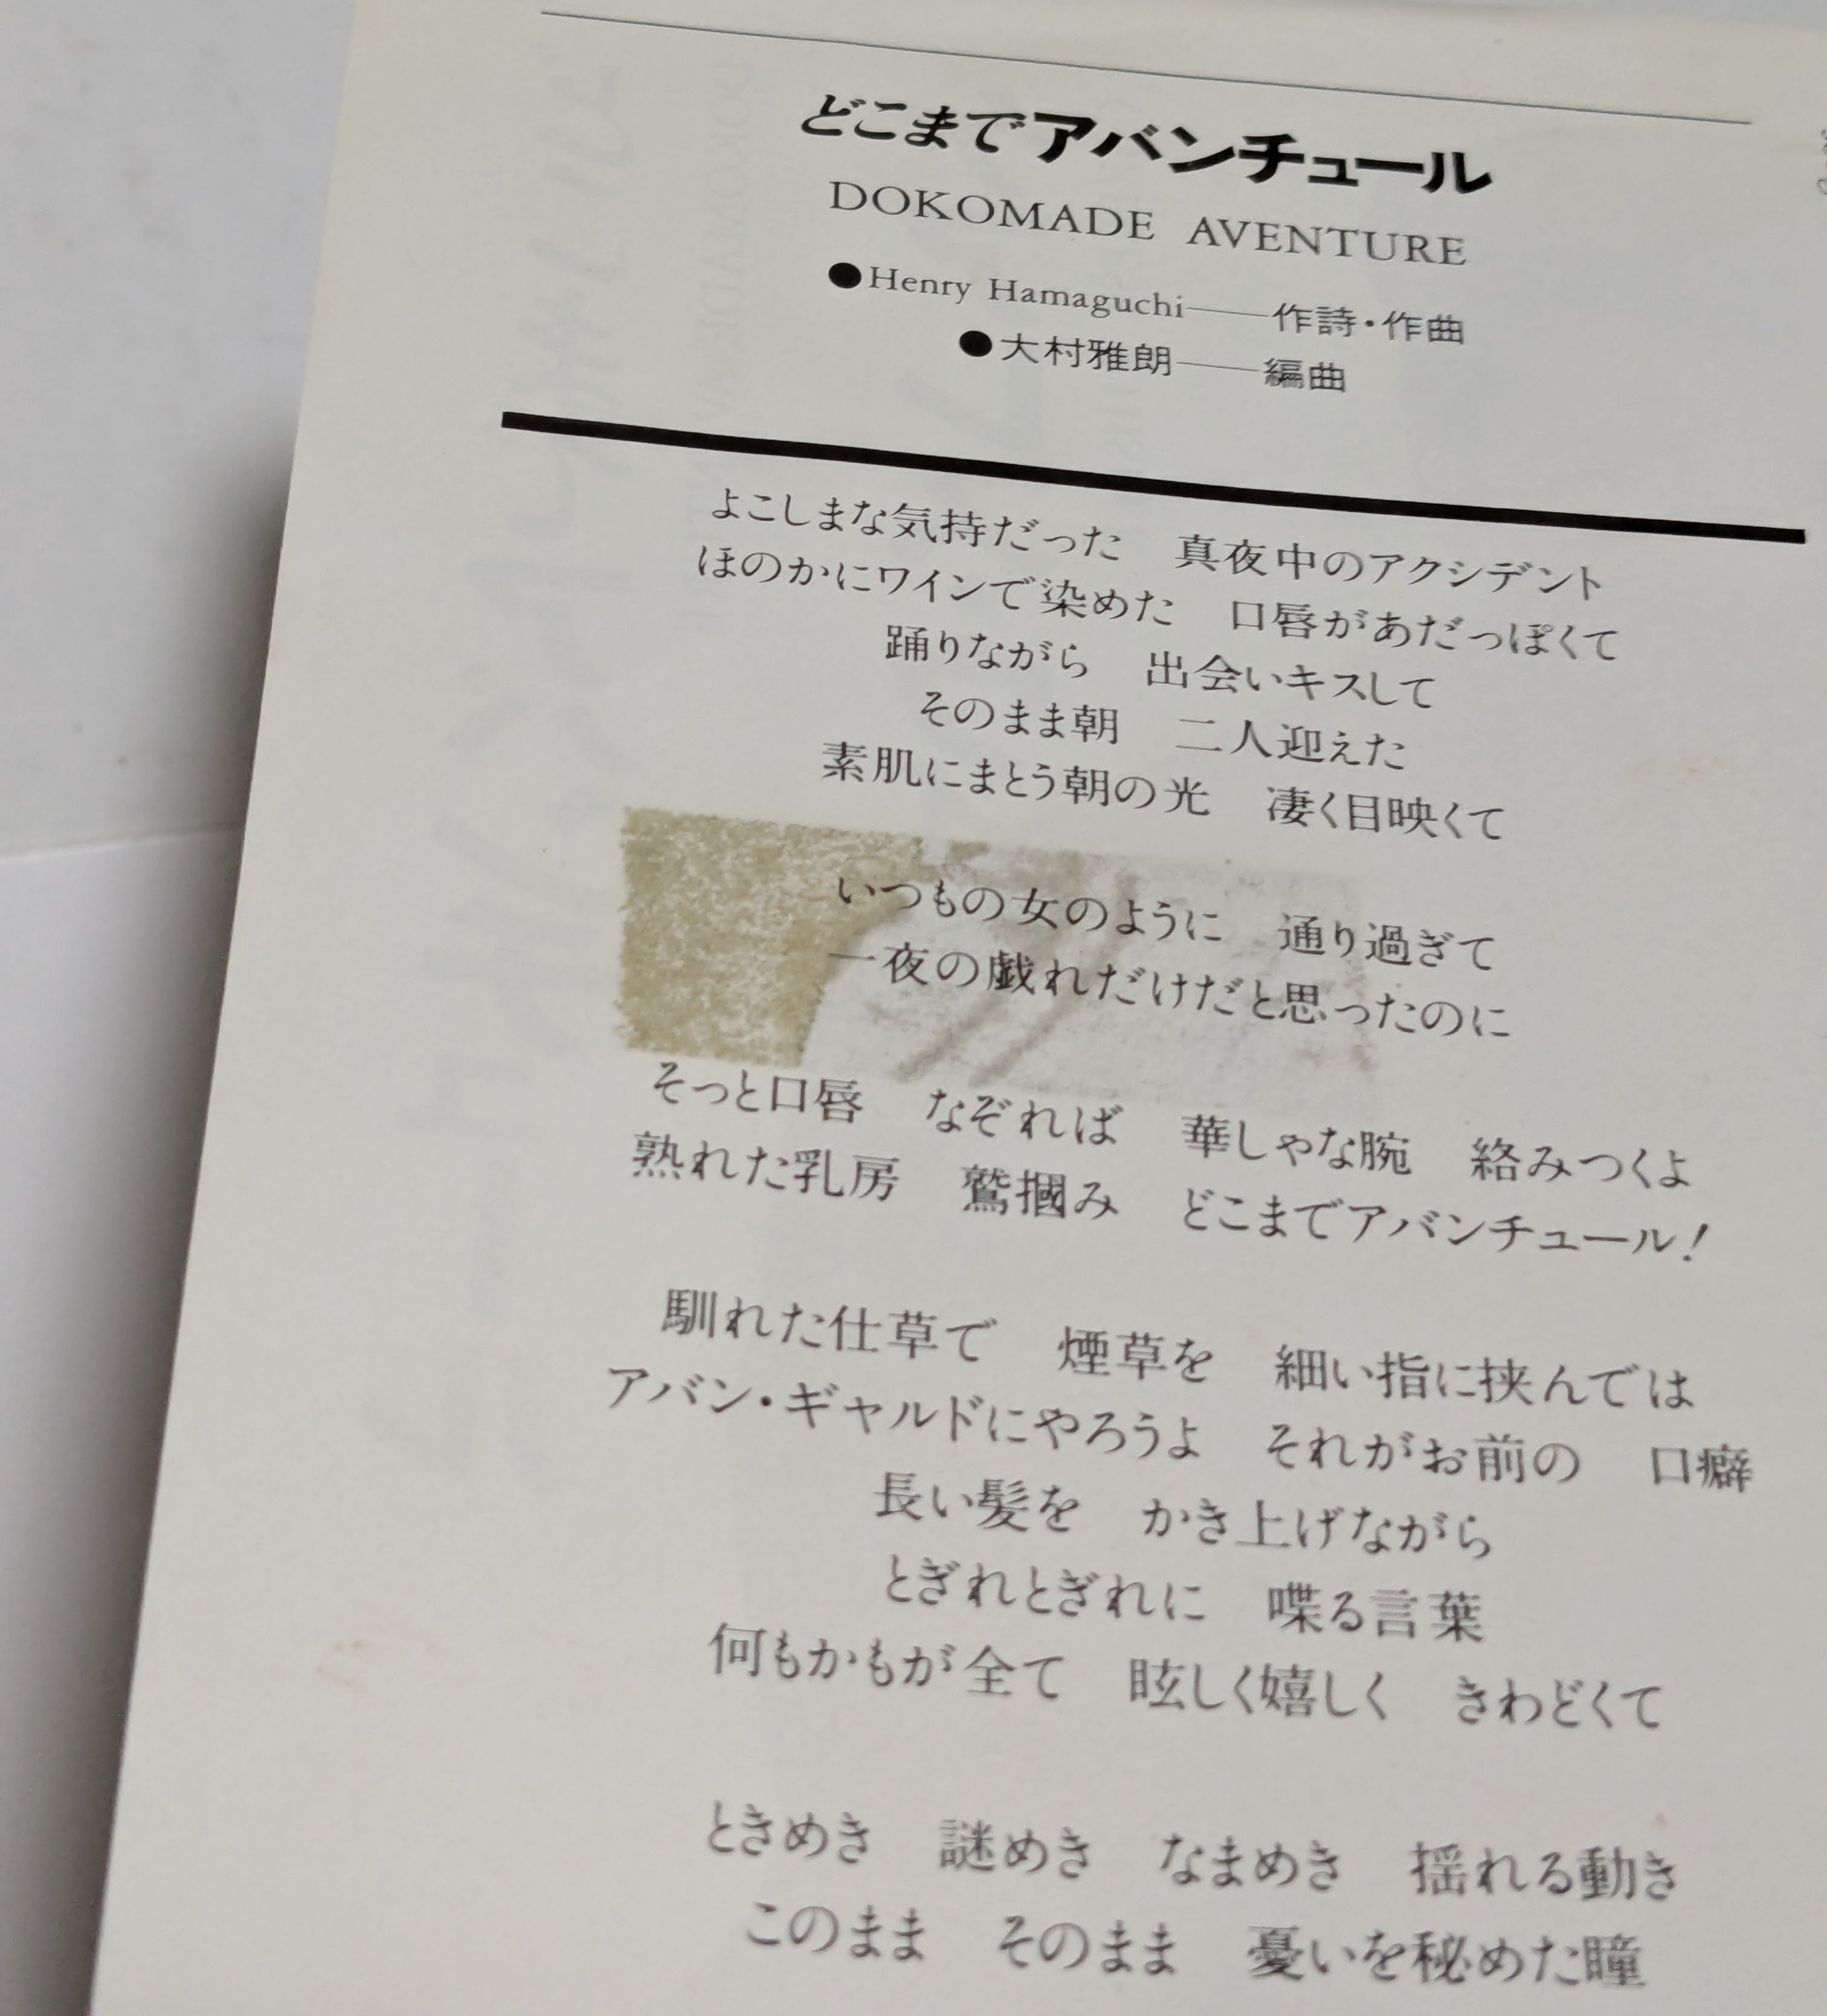 どこまでアバンチュール
DOKOMADE AVENTURE
●Henry Hamaguchi——作詩・作曲
●大村雅朗——編曲
よこしまな気持だった　真夜中のアクシデント
ほのかにワインで染めた　口唇があだっぽくて
踊りながら　出会いキスして
そのまま朝　二人迎えた
素肌にまとう朝の光　凄く目映くて
いつもの女のように　通り過ぎて
一夜の戯れだけだと思ったのに
そっと口唇　なぞれば　華しゃな腕　絡みつくよ
熟れた乳房　鷲摑み　どこまでアバンチュール！
馴れた仕草で　煙草を　細い指に挟んでは
アバン・ギャルドにやろうよ　それがお前の　口癖
長い髪を　かき上げながら
とぎれとぎれに　喋る言葉
何もかもが全て　眩しく嬉しく　きわどくて
ときめき　謎めき　なまめき　揺れる動き
このまま　そのまま　憂いを秘めた瞳